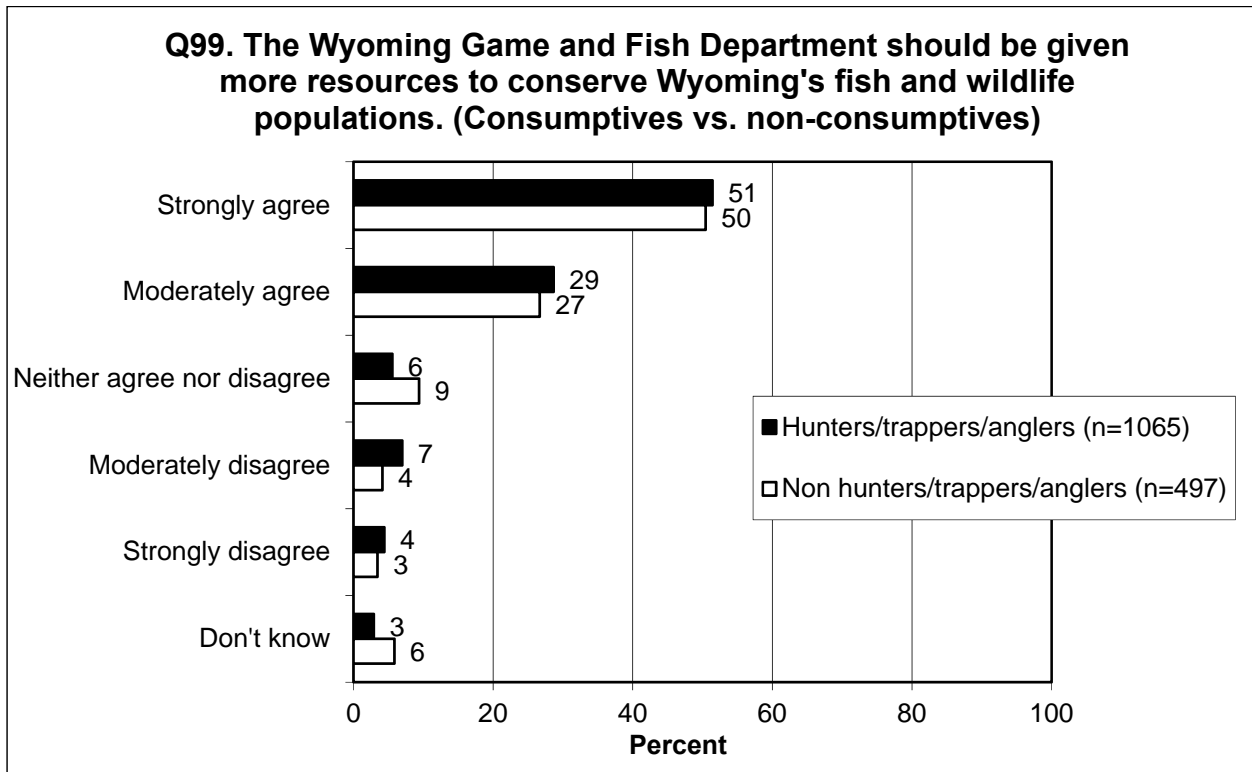 Q99. The Wyoming Game and Fish Department should be given
more resources to conserve Wyoming's fish and wildlife
populations. (Consumptives vs. non-consumptives)
Strongly agree
51
50
Moderately agree
29
27
Neither agree nor disagree
6
9
Moderately disagree
7
4
Strongly disagree
4
3
Don't know
3
6
Hunters/trappers/anglers (n=1065)
Non hunters/trappers/anglers (n=497)
0 20 40 60 80 100
Percent